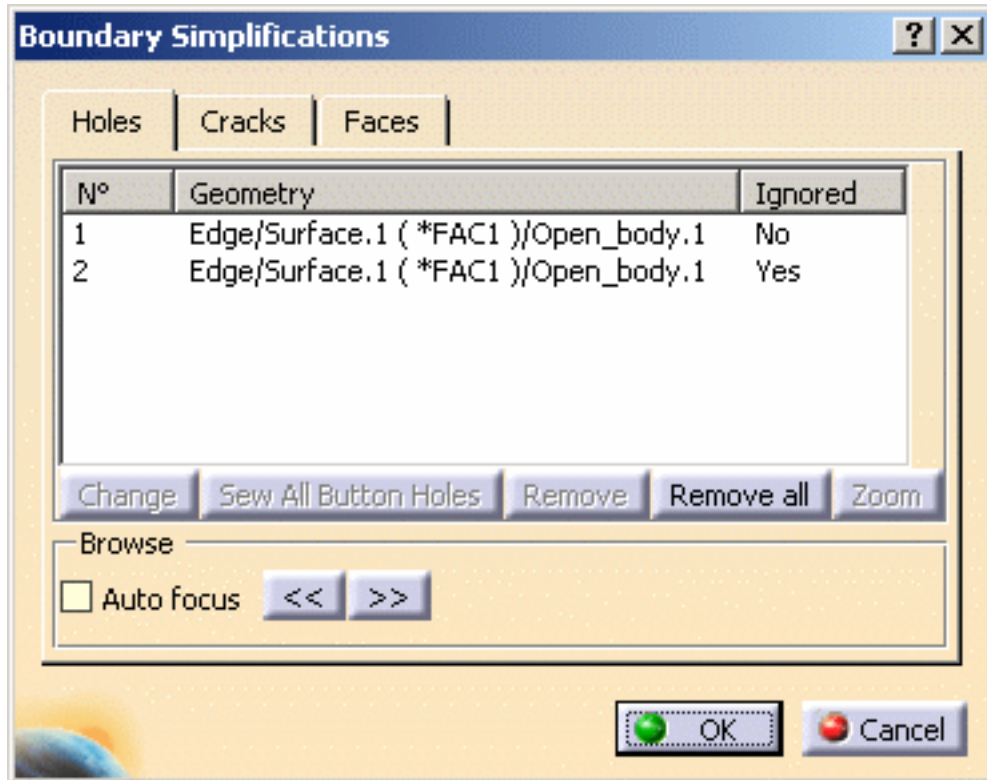 Boundary Simplifications ? X
Holes Cracks Faces
N° Geometry Ignored
1 Edge/Surface.1 ( *FAC1 )/Open_body.1 No
2 Edge/Surface.1 ( *FAC1 )/Open_body.1 Yes
Change Sew All Button Holes Remove Remove all Zoom
Browse
Auto focus << >>
OK Cancel